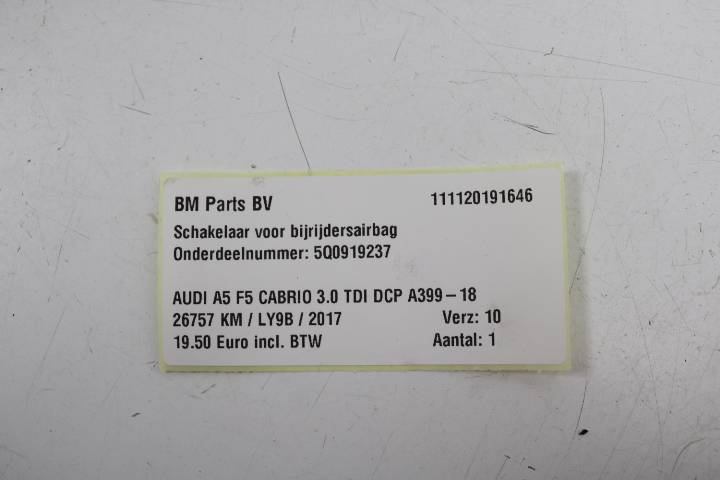 BM Parts BV 111120191646
Schakelaar voor bijrijdersairbag
Onderdeelnummer: 5Q0919237
AUDI A5 F5 CABRIO 3.0 TDI DCP A399 – 18
26757 KM / LY9B / 2017 Verz: 10
19.50 Euro incl. BTW Aantal: 1